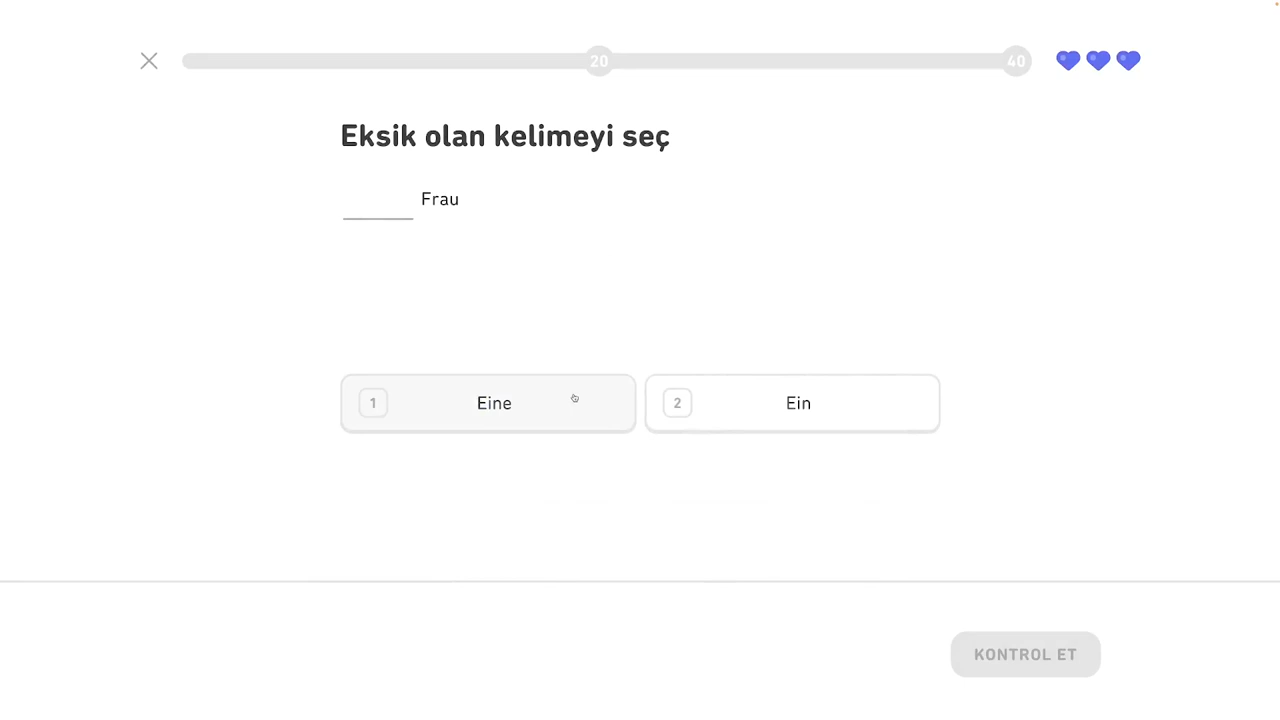 20
40
Eksik olan kelimeyi seç
Frau
1 Eine
2 Ein
KONTROL ET